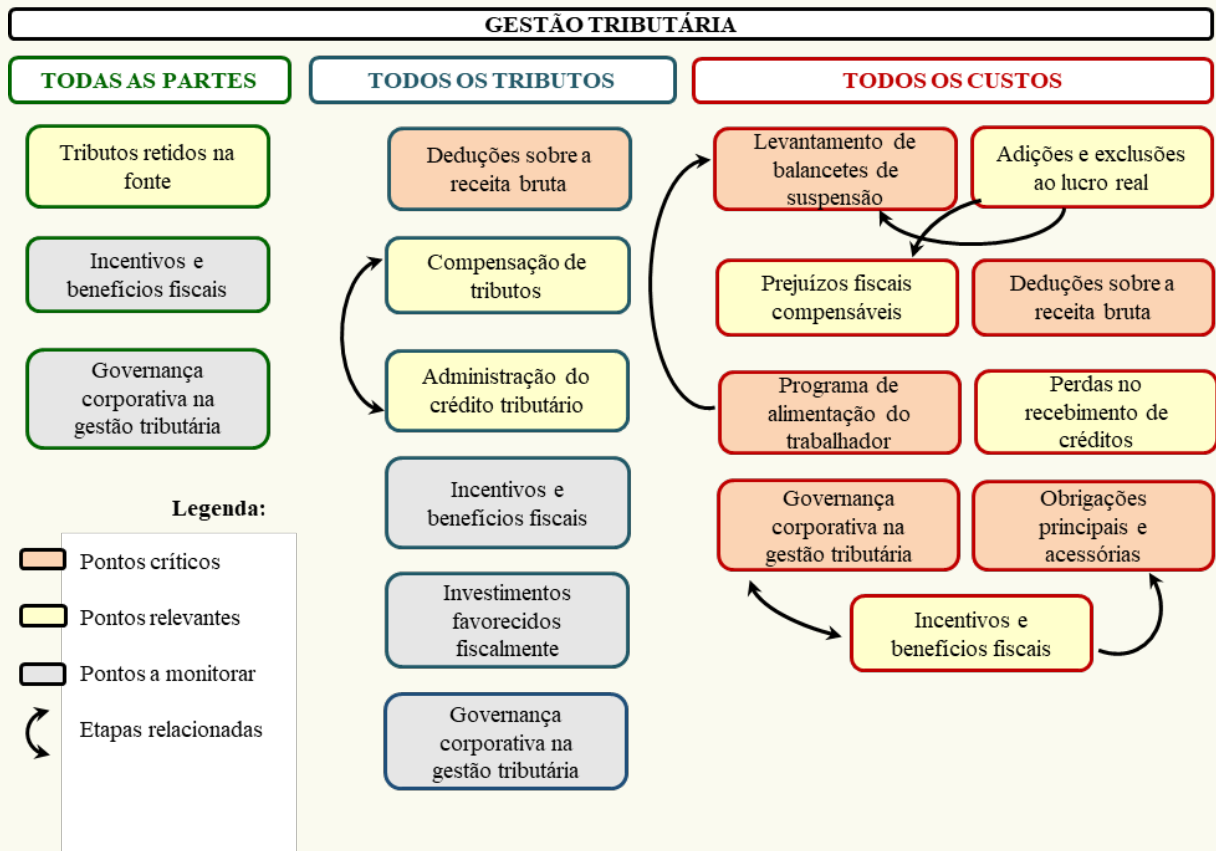 GESTÃO TRIBUTÁRIA
TODAS AS PARTES
Tributos retidos na
fonte
Incentivos e
benefícios fiscais
Governança
corporativa na
gestão tributária
Legenda:
Pontos críticos
Pontos relevantes
Pontos a monitorar
Etapas relacionadas
TODOS OS TRIBUTOS
Deduções sobre a
receita bruta
Compensação de
tributos
Administração do
crédito tributário
Incentivos e
benefícios fiscais
Investimentos
favorecidos
fiscalmente
Governança
corporativa na
gestão tributária
TODOS OS CUSTOS
Levantamento de
balancetes de
suspensão
Adições e exclusões
ao lucro real
Prejuízos fiscais
compensáveis
Deduções sobre a
receita bruta
Programa de
alimentação do
trabalhador
Perdas no
recebimento de
créditos
Governança
corporativa na
gestão tributária
Obrigações
principais e
acessórias
Incentivos e
benefícios fiscais